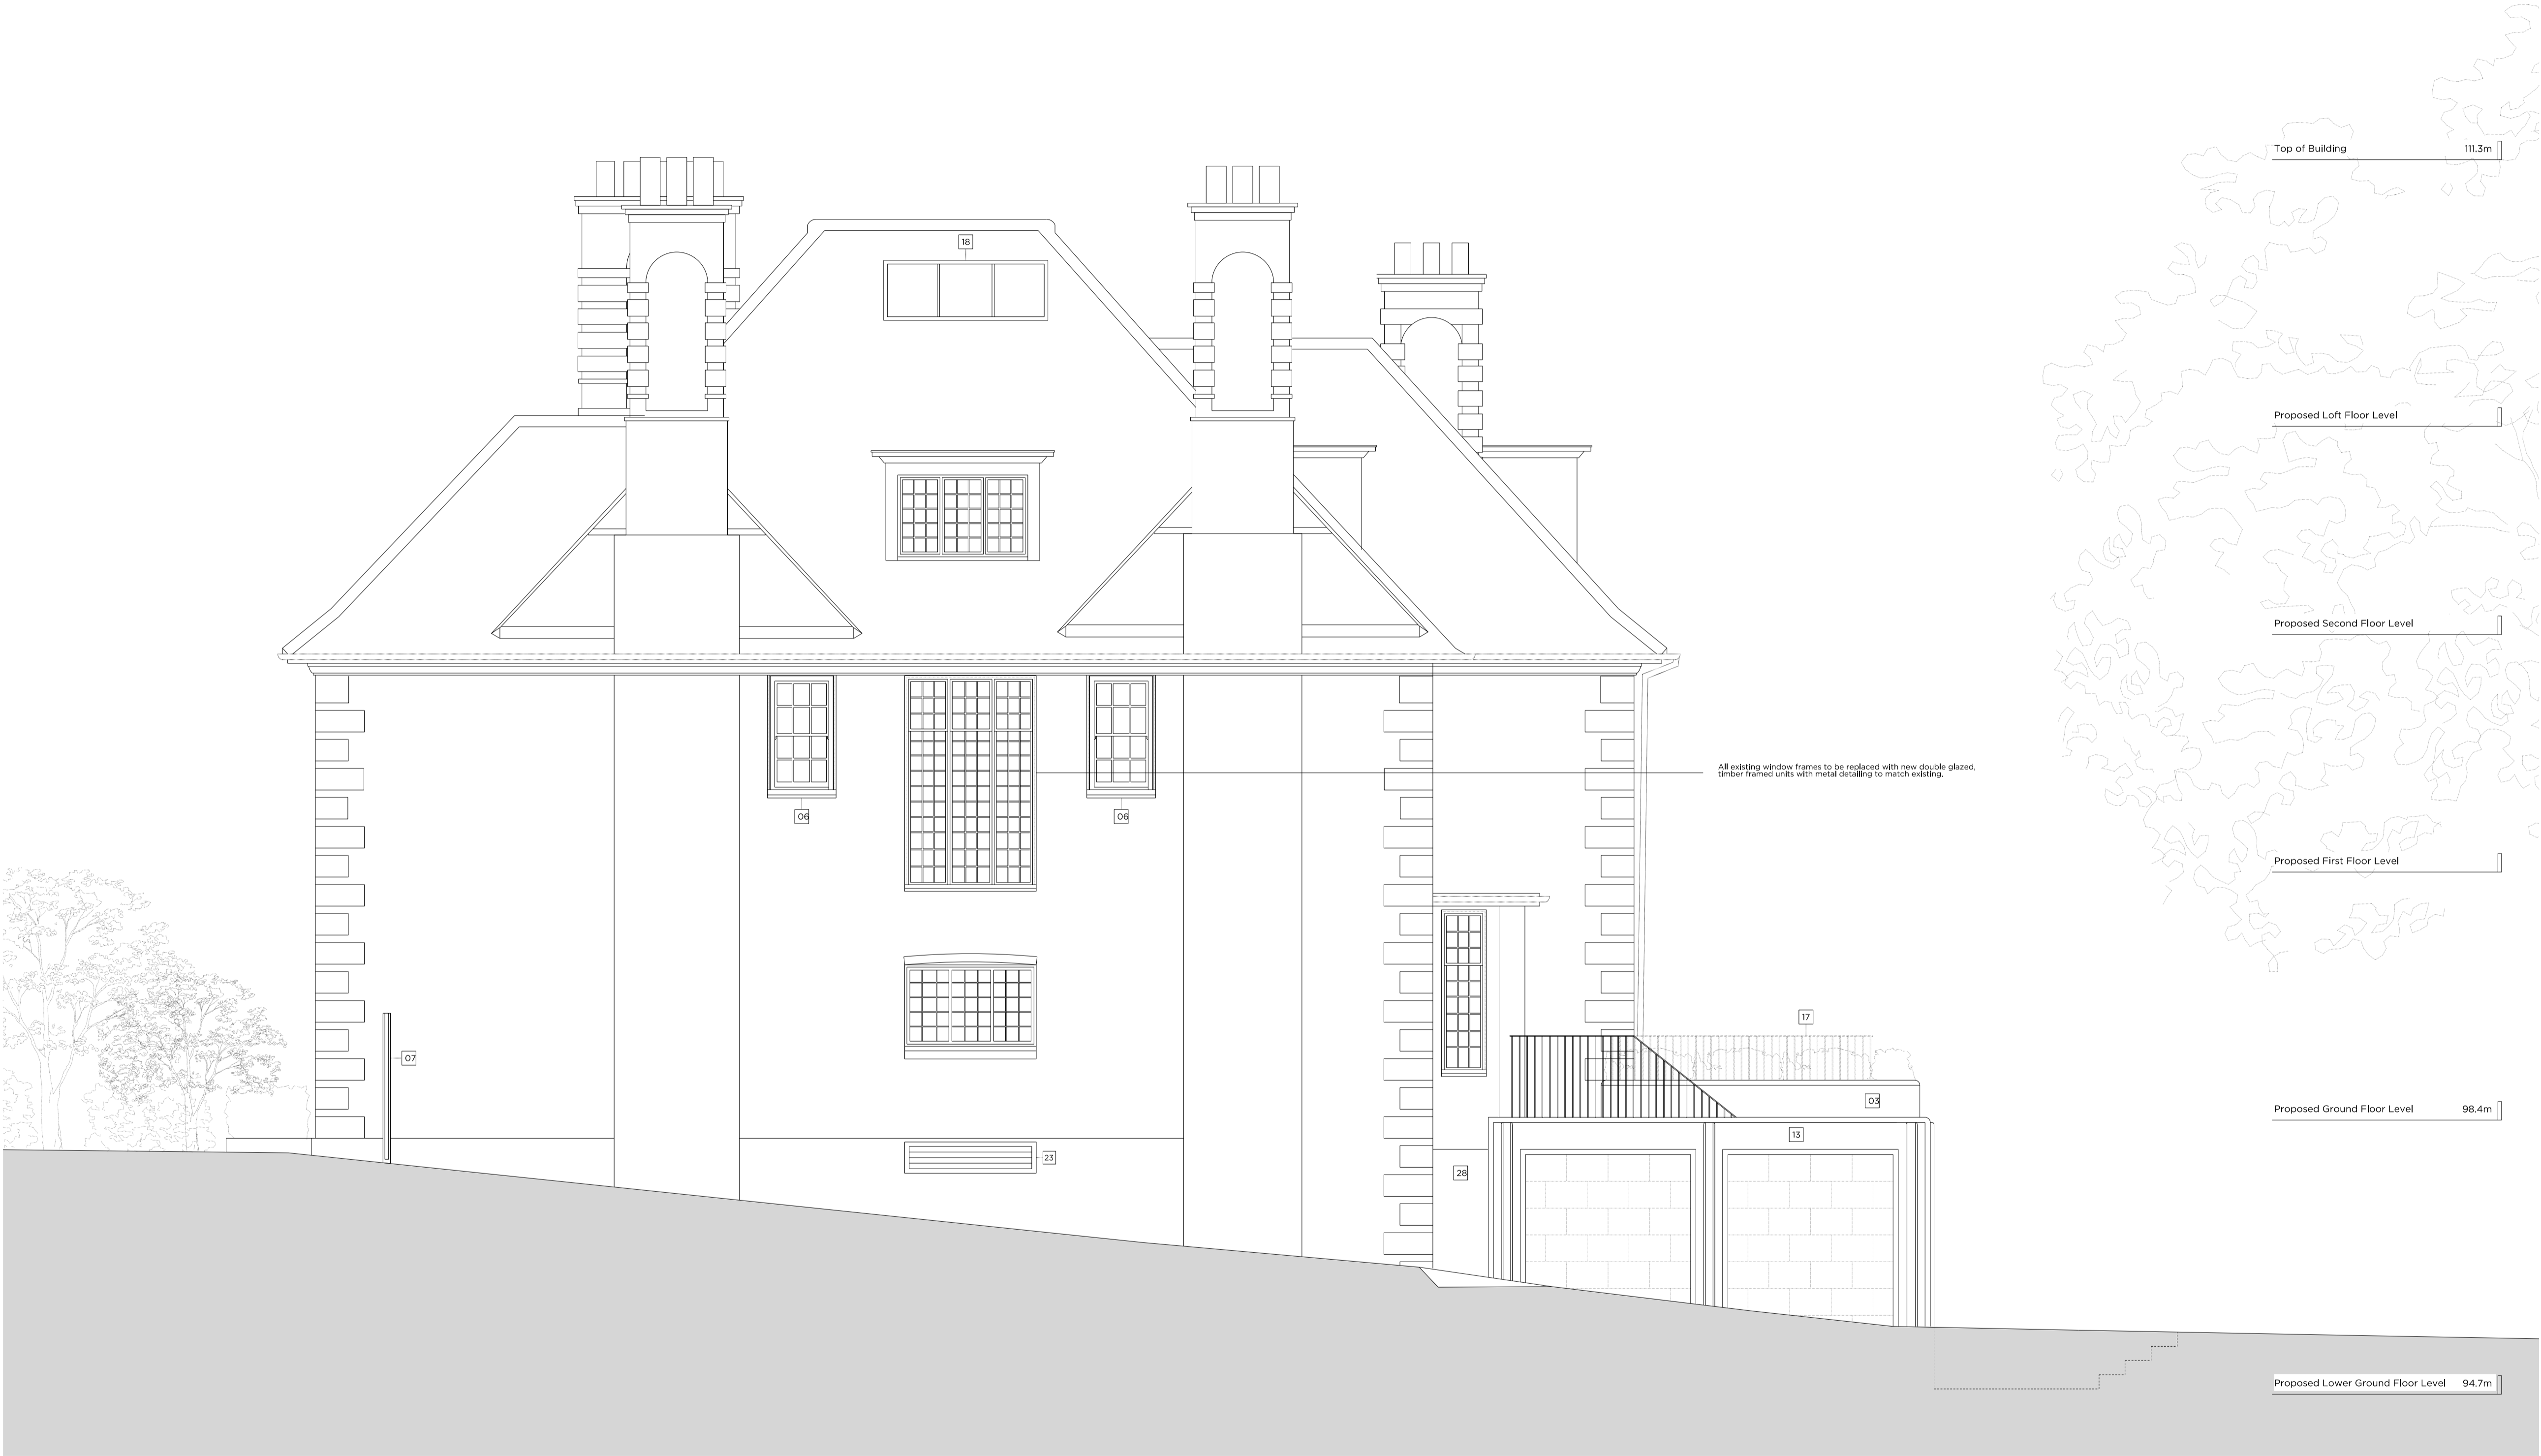 Top of Building 111.3m
18
Proposed Loft Floor Level
Proposed Second Floor Level
All existing window frames to be replaced with new double glazed,
timber framed units with metal detailing to match existing.
06
06
Proposed First Floor Level
17
07
03
Proposed Ground Floor Level 98.4m
13
23
28
Proposed Lower Ground Floor Level 94.7m